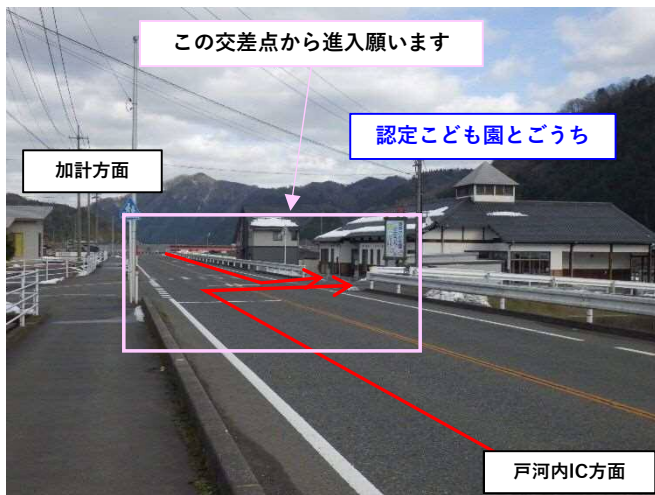 この交差点から進入願います
認定こども園とごうち
加計方面
戸河内IC方面